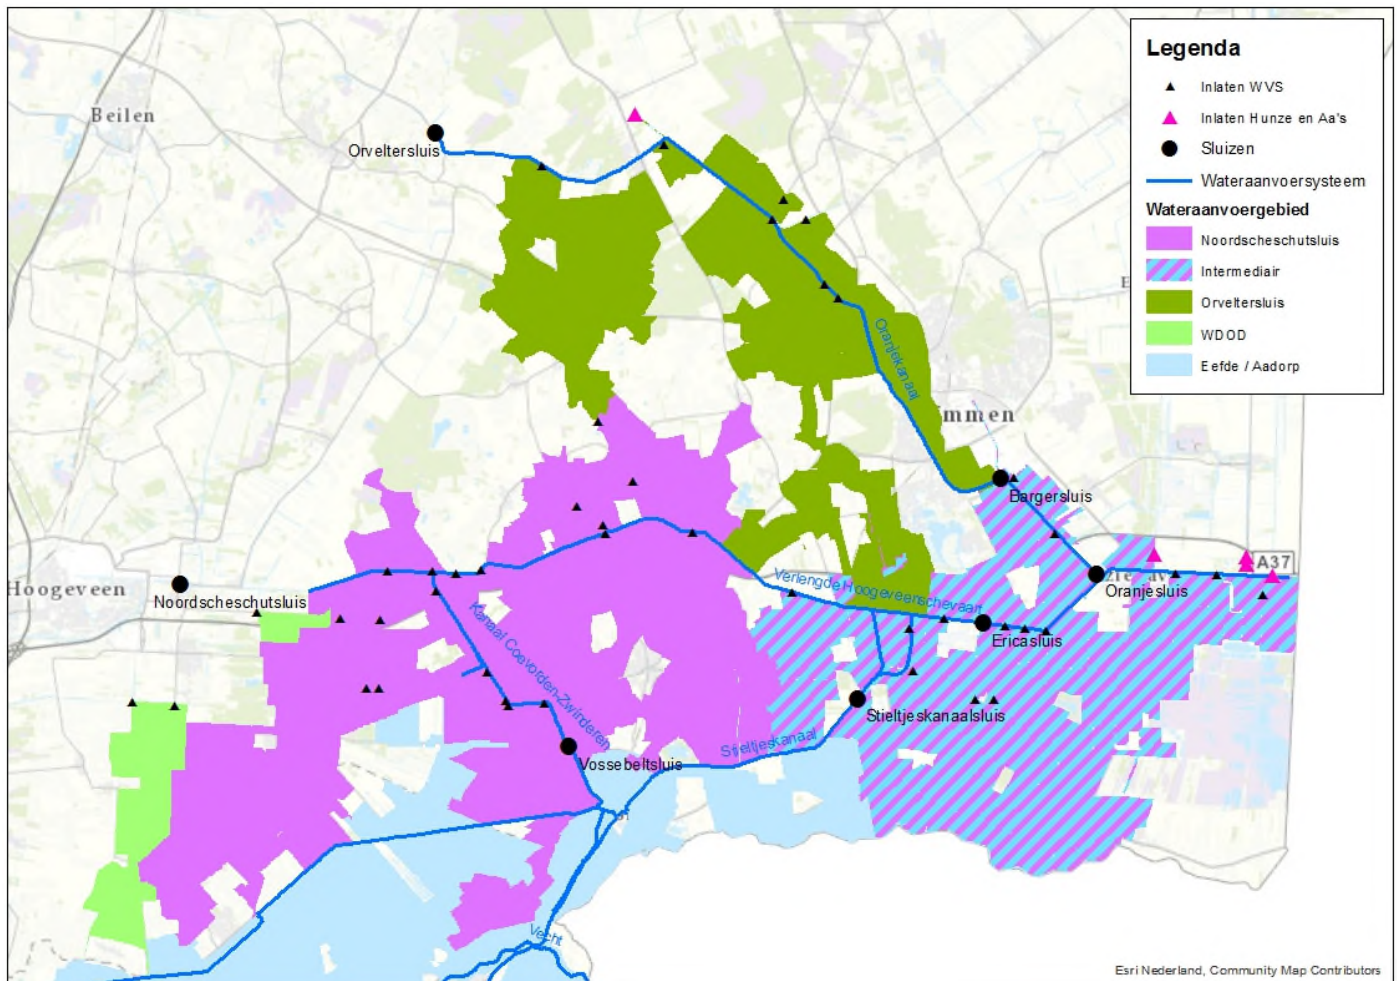 Legenda
Inlaten WVS
Inlaten Hunze en Aa's
Sluizen
Wateraanvoersysteem
Wateraanvoergebied
Noordscheschutsluis
Intermediair
Orveltersluis
WDOD
Eefde / Aadorp
Beilen
Orveltersluis
Oranjekanaal
mmen
Bargersluis
A37
Oranjesluis
Hoogeveen
Noordscheschutsluis
Verlengde Hoogeveenschevaart
Ericasluis
Kanaal Coevorden-Zwinderen
Stieltjeskanaalsluis
Stieltjeskanaal
Vossebeltsluis
Vecht
Esri Nederland, Community Map Contributors